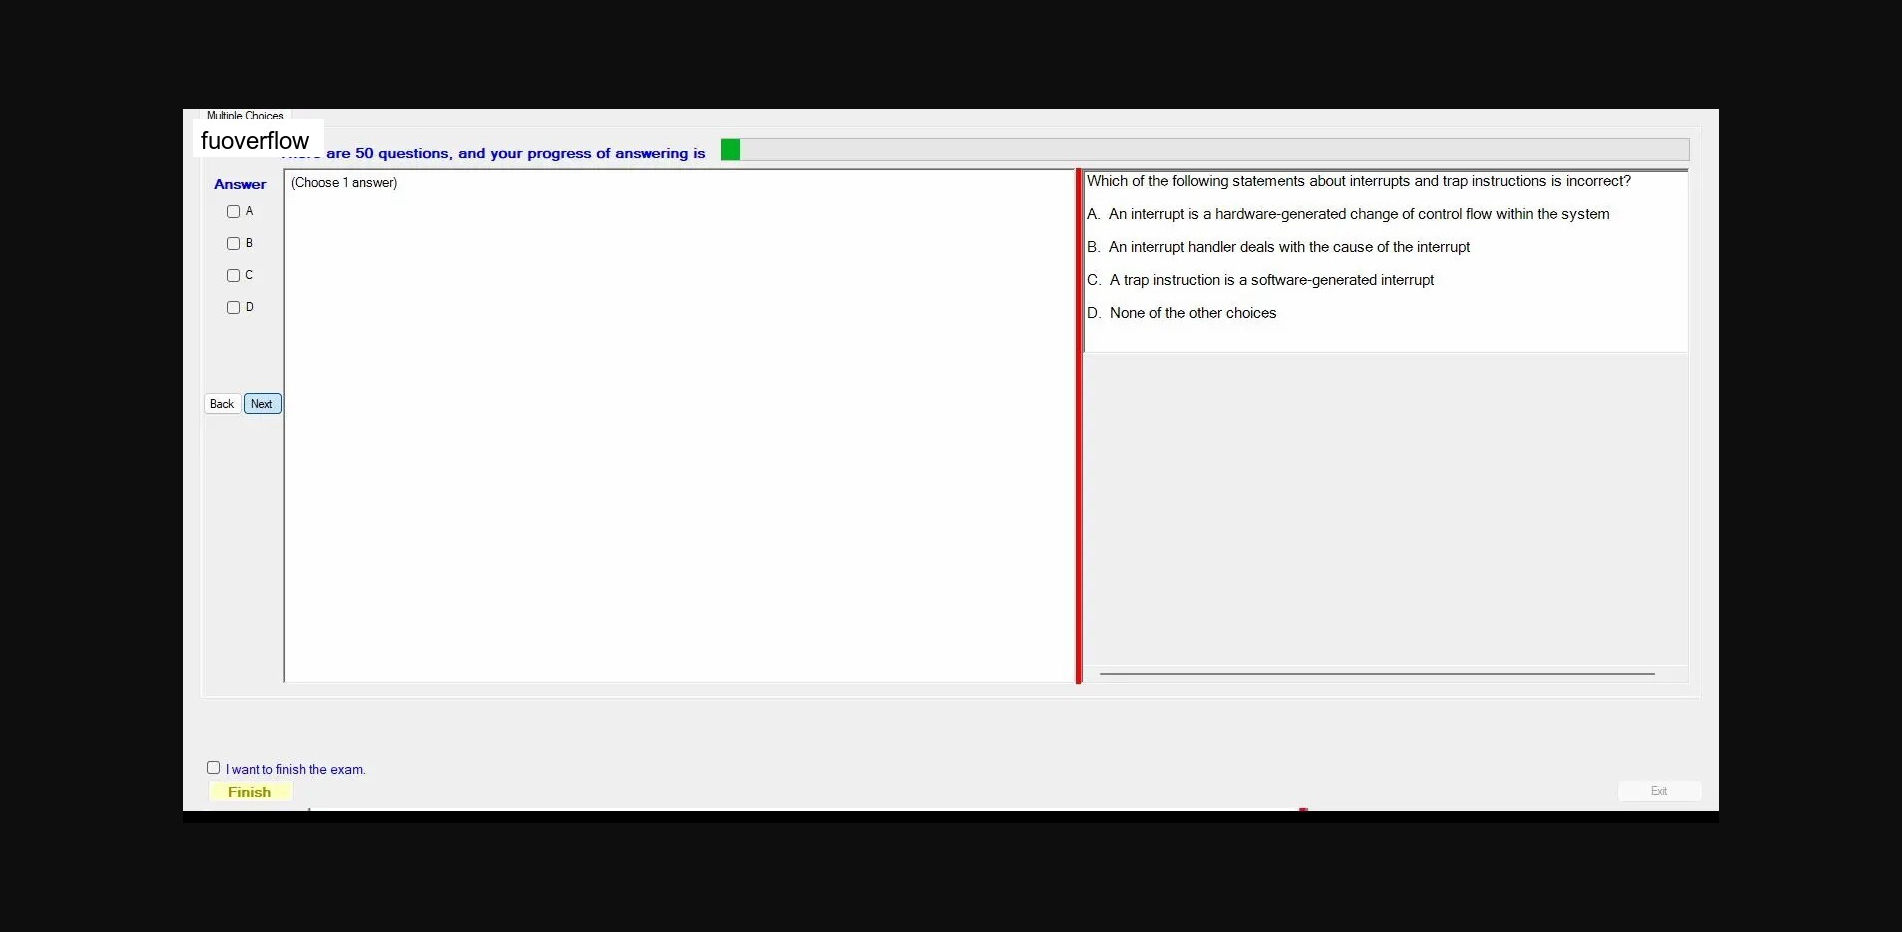 Multiple Choices
fuoverflow
are 50 questions, and your progress of answering is
Answer
(Choose 1 answer)
A
B
C
D
Back Next
Which of the following statements about interrupts and trap instructions is incorrect?
A. An interrupt is a hardware-generated change of control flow within the system
B. An interrupt handler deals with the cause of the interrupt
C. A trap instruction is a software-generated interrupt
D. None of the other choices
I want to finish the exam.
Finish
Exit